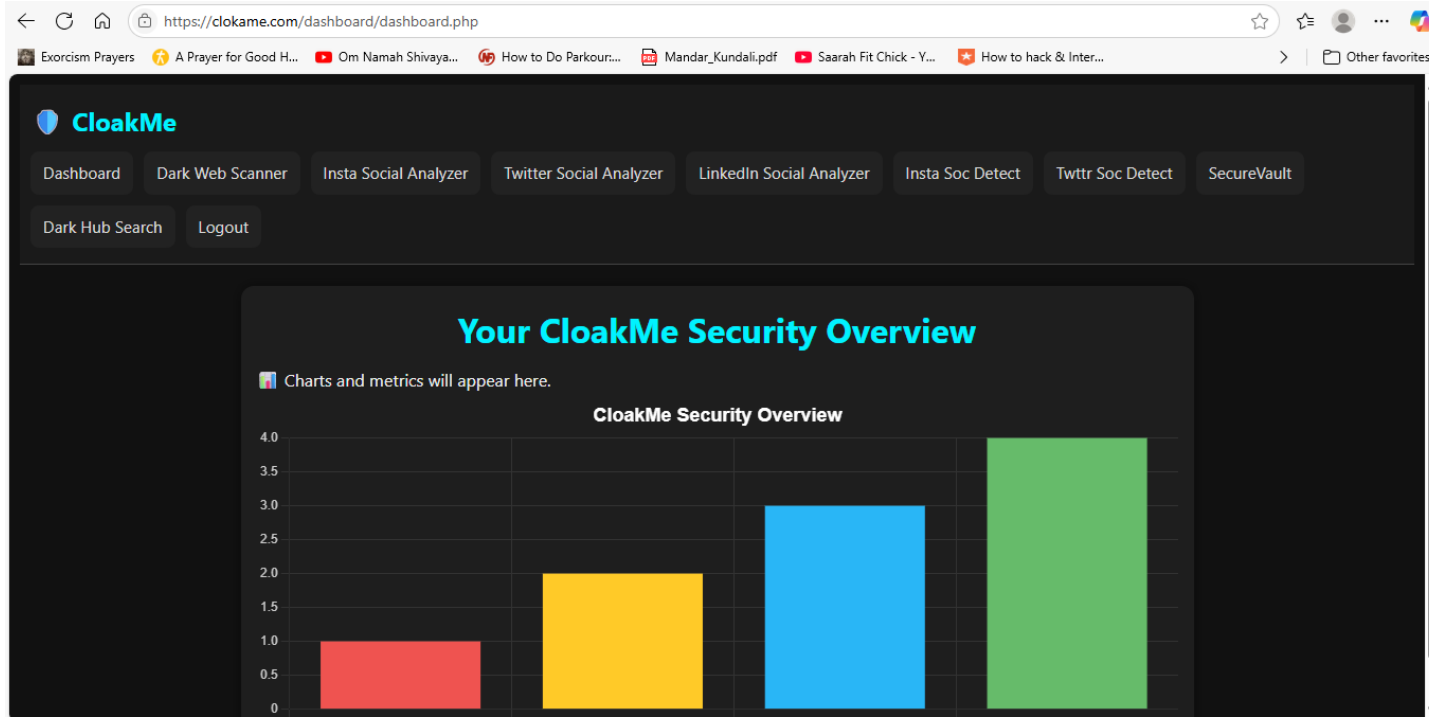 https://clokame.com/dashboard/dashboard.php
Exorcism Prayers A Prayer for Good H... Om Namah Shivaya... How to Do Parkour:... Mandar_Kundali.pdf Saarah Fit Chick - Y... How to hack & Inter... Other favorites
CloakMe
Dashboard Dark Web Scanner Insta Social Analyzer Twitter Social Analyzer LinkedIn Social Analyzer Insta Soc Detect Twttr Soc Detect SecureVault
Dark Hub Search Logout
Your CloakMe Security Overview
Charts and metrics will appear here.
CloakMe Security Overview
4.0
3.5
3.0
2.5
2.0
1.5
1.0
0.5
0